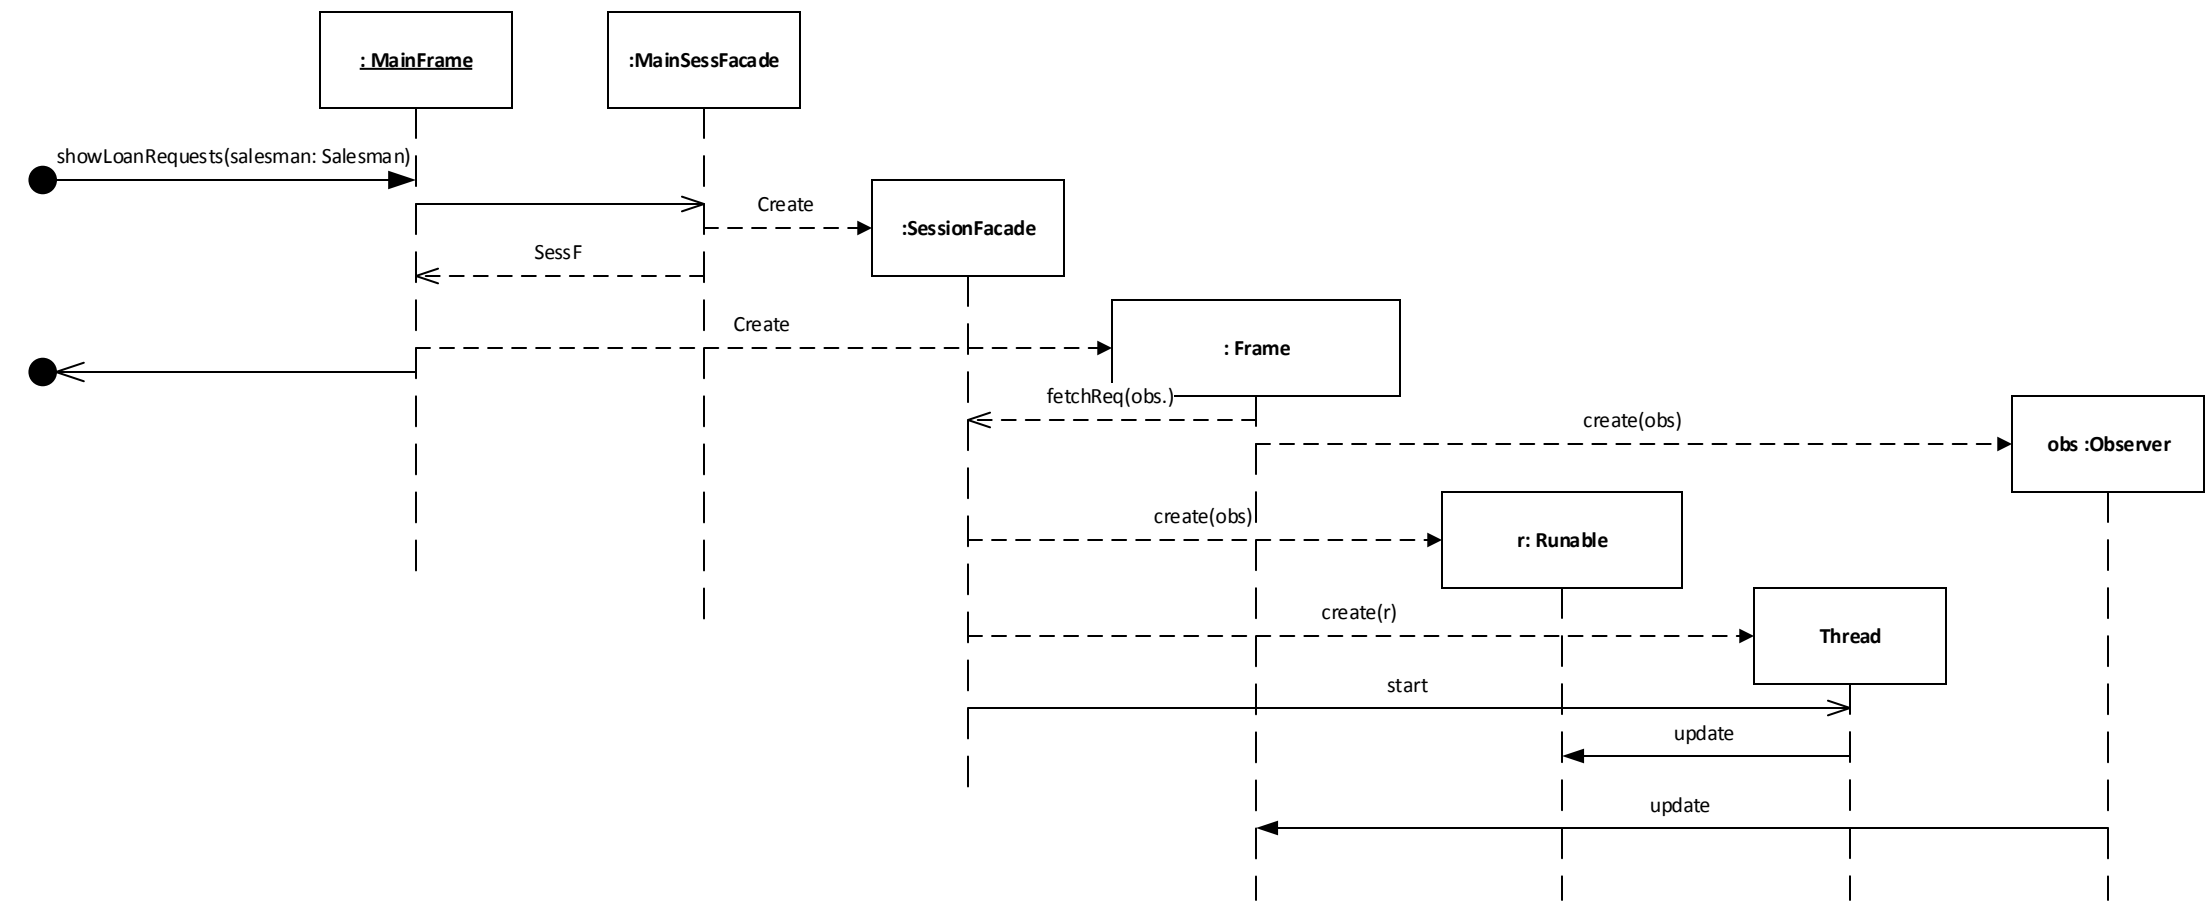 : MainFrame
:MainSessFacade
showLoanRequests(salesman: Salesman)
Create
:SessionFacade
SessF
Create
: Frame
fetchReq(obs.)
create(obs)
obs :Observer
create(obs)
r: Runable
create(r)
Thread
start
update
update